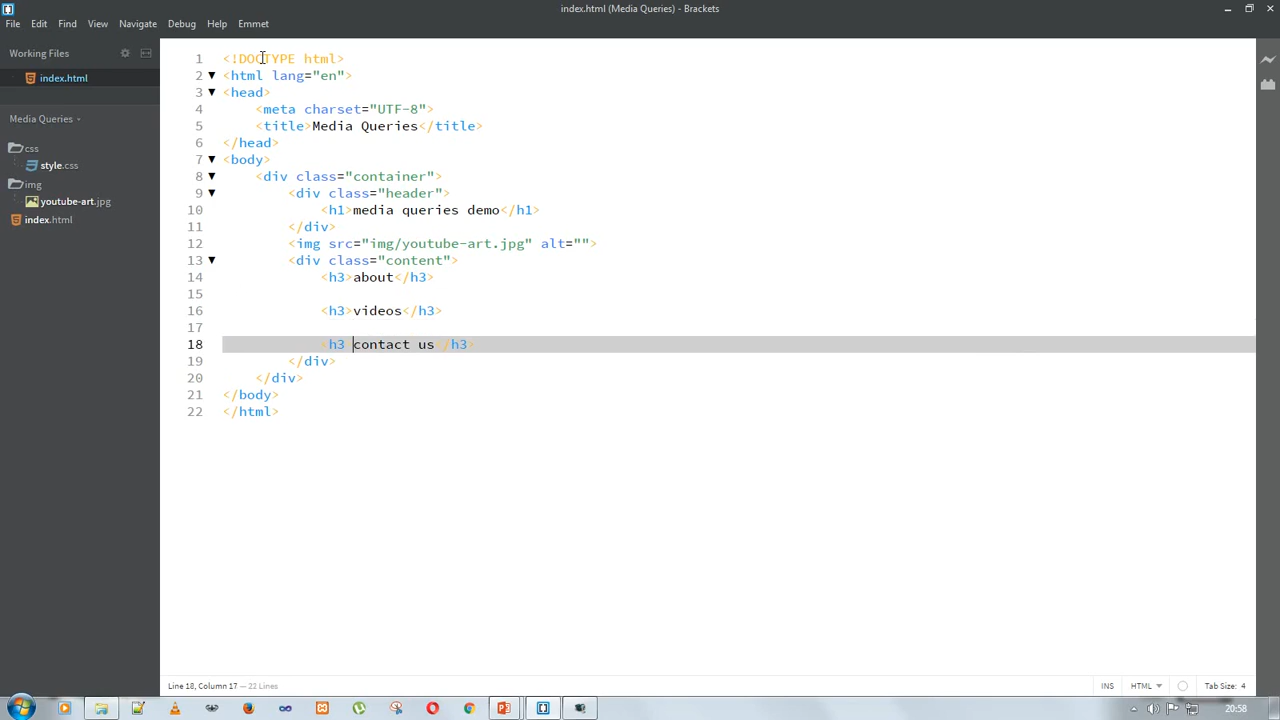 index.html (Media Queries) - Brackets
File Edit Find View Navigate Debug Help Emmet
Working Files
index.html
Media Queries
css
style.css
img
youtube-art.jpg
index.html
1 <!DOCTYPE html>
2 <html lang="en">
3 <head>
4 <meta charset="UTF-8">
5 <title>Media Queries</title>
6 </head>
7 <body>
8 <div class="container">
9 <div class="header">
10 <h1>media queries demo</h1>
11 </div>
12 <img src="img/youtube-art.jpg" alt="">
13 <div class="content">
14 <h3>about</h3>
15
16 <h3>videos</h3>
17
18 <h3>contact us</h3>
19 </div>
20 </div>
21 </body>
22 </html>
Line 18, Column 17 — 22 Lines
INS HTML Tab Size: 4
20:58